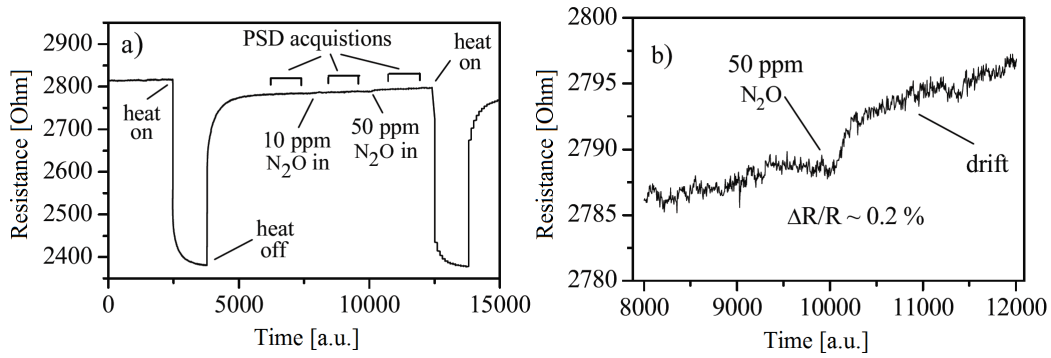 a)
PSD acquistions
heat
on
heat
on
10 ppm
N2O in
50 ppm
N2O in
heat
off
2900
2800
2700
2600
2500
2400
Resistance [Ohm]
0
5000
10000
15000
Time [a.u.]
b)
50 ppm
N2O
drift
ΔR/R ~ 0.2 %
2800
2795
2790
2785
2780
Resistance [Ohm]
8000
9000
10000
11000
12000
Time [a.u.]